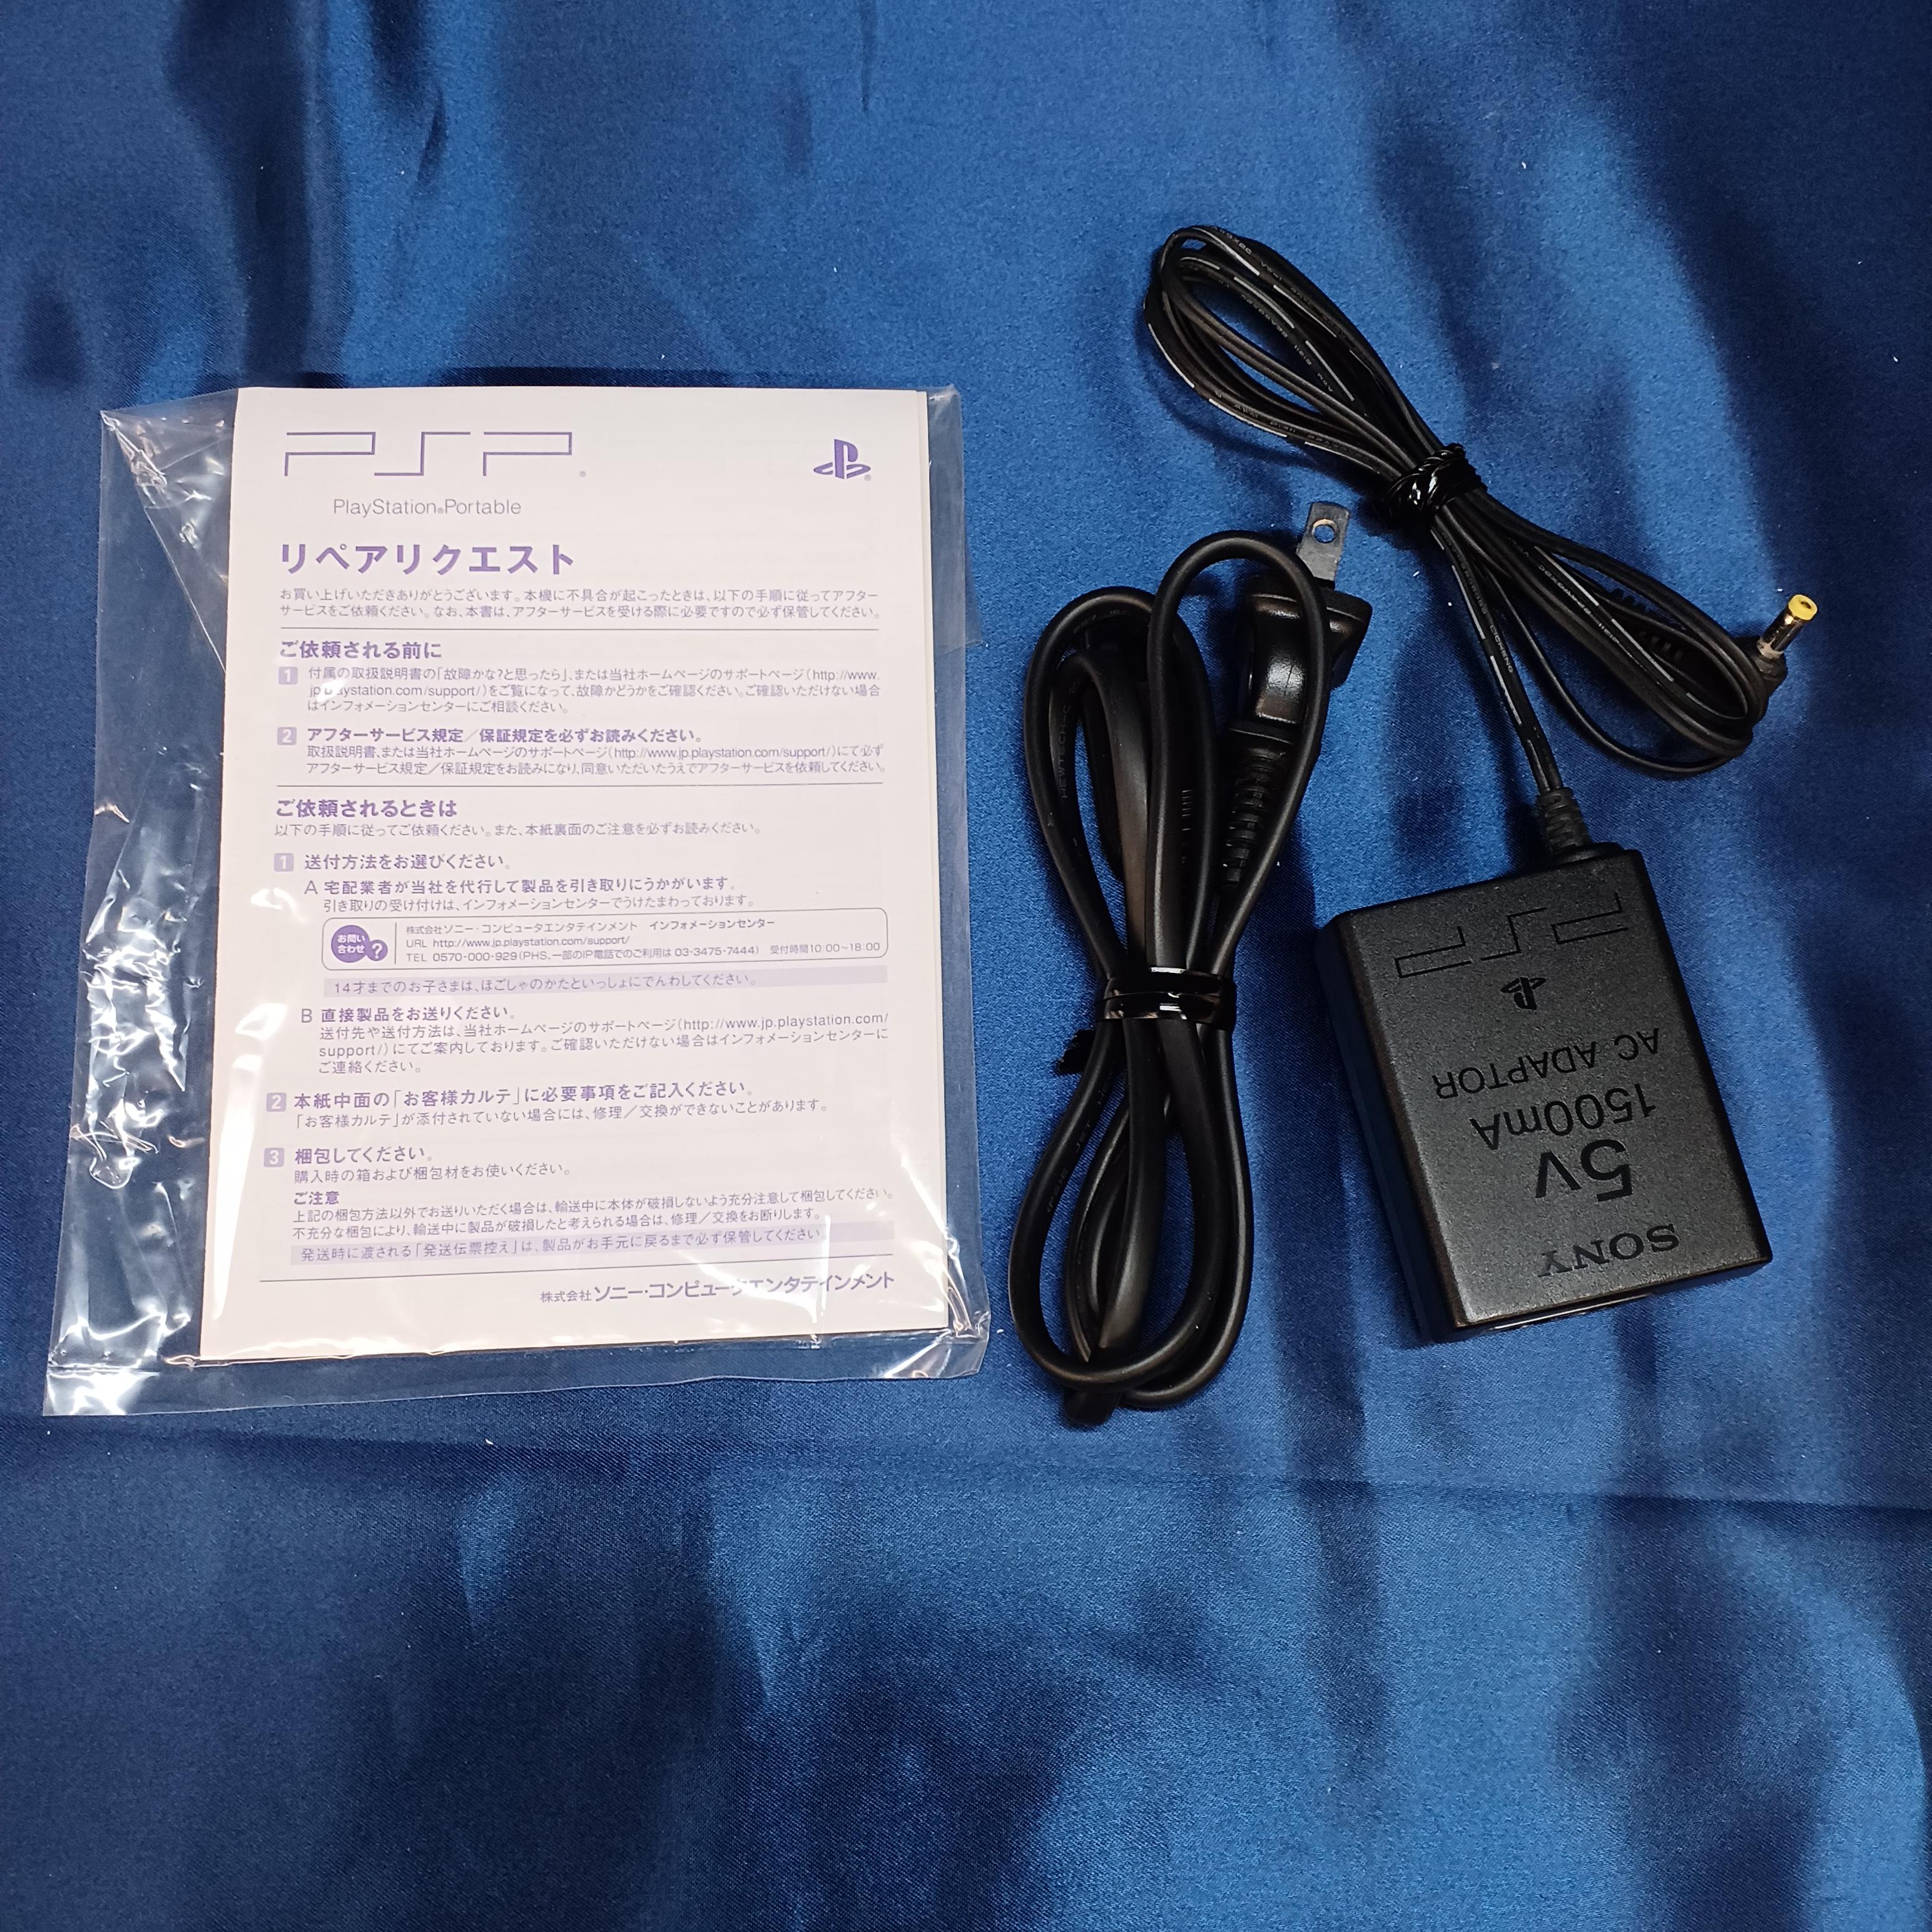 PSP
PlayStation®Portable
リペアリクエスト
お買い上げいただきありがとうございます。本機に不具合が起こったときは、以下の手順に従ってアフター
サービスをご依頼ください。なお、本書は、アフターサービスを受ける際に必要ですので必ず保管してください。
ご依頼される前に
1 付属の取扱説明書の「故障かな?と思ったら」、または当社ホームページのサポートページ(http://www.
jp.playstation.com/support/)をご覧になって、故障かどうかをご確認ください。ご確認いただけない場合
はインフォメーションセンターにご相談ください。
2 アフターサービス規定/保証規定を必ずお読みください。
取扱説明書、または当社ホームページのサポートページ(http://www.jp.playstation.com/support/)にて必ず
アフターサービス規定/保証規定をお読みになり、同意いただいたうえでアフターサービスを依頼してください。
ご依頼されるときは
以下の手順に従ってご依頼ください。また、本紙裏面のご注意を必ずお読みください。
1 送付方法をお選びください。
A 宅配業者が当社を代行して製品を引き取りにうかがいます。
引き取りの受け付けは、インフォメーションセンターでうけたまわっております。
お問い
合わせ ?
株式会社ソニー・コンピュータエンタテインメント インフォメーションセンター
URL http://www.jp.playstation.com/support/
TEL 0570-000-929(PHS、一部のIP電話でのご利用は 03-3475-7444) 受付時間10:00~18:00
14才までのお子さまは、ほごしゃのかたといっしょにでんわしてください。
B 直接製品をお送りください。
送付先や送付方法は、当社ホームページのサポートページ(http://www.jp.playstation.com/
support/)にてご案内しております。ご確認いただけない場合はインフォメーションセンターに
ご連絡ください。
2 本紙中面の「お客様カルテ」に必要事項をご記入ください。
「お客様カルテ」が添付されていない場合には、修理/交換ができないことがあります。
3 梱包してください。
購入時の箱および梱包材をお使いください。
ご注意
上記の梱包方法以外でお送りいただく場合は、輸送中に本体が破損しないよう充分注意して梱包してください。
不充分な梱包により、輸送中に製品が破損したと考えられる場合は、修理/交換をお断りします。
発送時に渡される「発送伝票控え」は、製品がお手元に戻るまで必ず保管してください。
株式会社 ソニー・コンピュータエンタテインメント
SONY
5V
1500mA
AC ADAPTOR
PSP